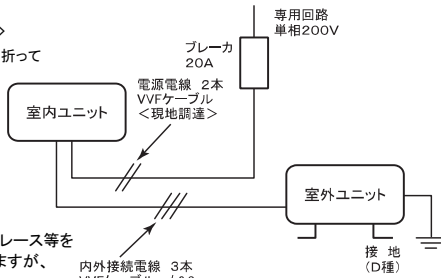 専用回路
単相200V
ブレーカ
20A
折って
電源電線 2本
VVFケーブル
<現地調達>
室内ユニット
室外ユニット
レース等を
ますが、
内外接続電線 3本
接 地
(D種)